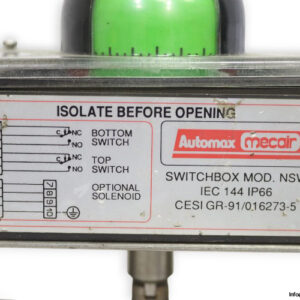 ISOLATE BEFORE OPENING
NC BOTTOM
NO SWITCH
NC TOP
NO SWITCH
7 8 9 10
OPTIONAL
SOLENOID
Automax mecair
SWITCHBOX MOD. NSW
IEC 144 IP66
CESI GR-91/016273-5